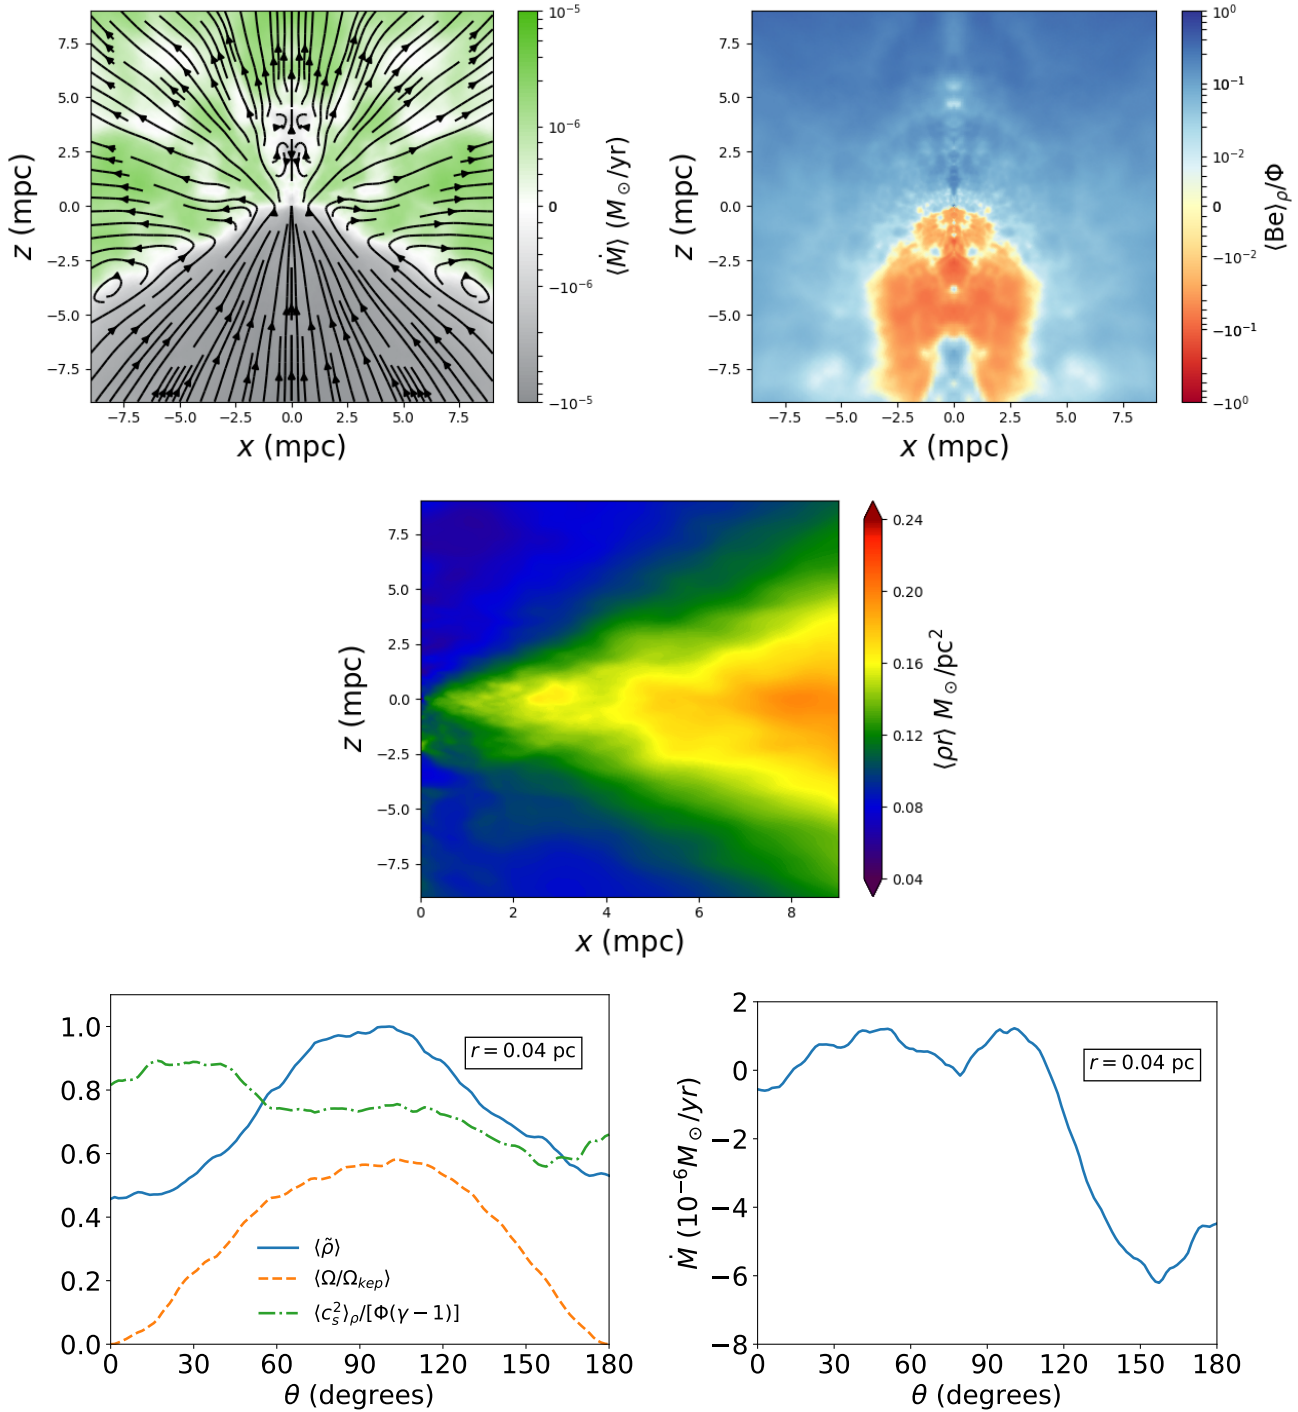 7.5
5.0
2.5
0.0
−2.5
−5.0
−7.5
z (mpc)
−7.5 −5.0 −2.5 0.0 2.5 5.0 7.5
x (mpc)
10⁻⁵
10⁻⁶
0
−10⁻⁶
−10⁻⁵
⟨Ṁ⟩ (M⊙/yr)
7.5
5.0
2.5
0.0
−2.5
−5.0
−7.5
z (mpc)
−7.5 −5.0 −2.5 0.0 2.5 5.0 7.5
x (mpc)
10⁰
10⁻¹
10⁻²
0
−10⁻²
−10⁻¹
−10⁰
⟨Be⟩ρ/Φ
7.5
5.0
2.5
0.0
−2.5
−5.0
−7.5
z (mpc)
0 2 4 6 8
x (mpc)
0.24
0.20
0.16
0.12
0.08
0.04
⟨ρr⟩ M⊙/pc²
1.0
0.8
0.6
0.4
0.2
0.0
r = 0.04 pc
⟨ρ̃⟩
⟨Ω/Ωkep⟩
⟨cs²⟩ρ/[Φ(γ − 1)]
0 30 60 90 120 150 180
θ (degrees)
2
0
−2
−4
−6
−8
Ṁ (10⁻⁶M⊙/yr)
r = 0.04 pc
0 30 60 90 120 150 180
θ (degrees)